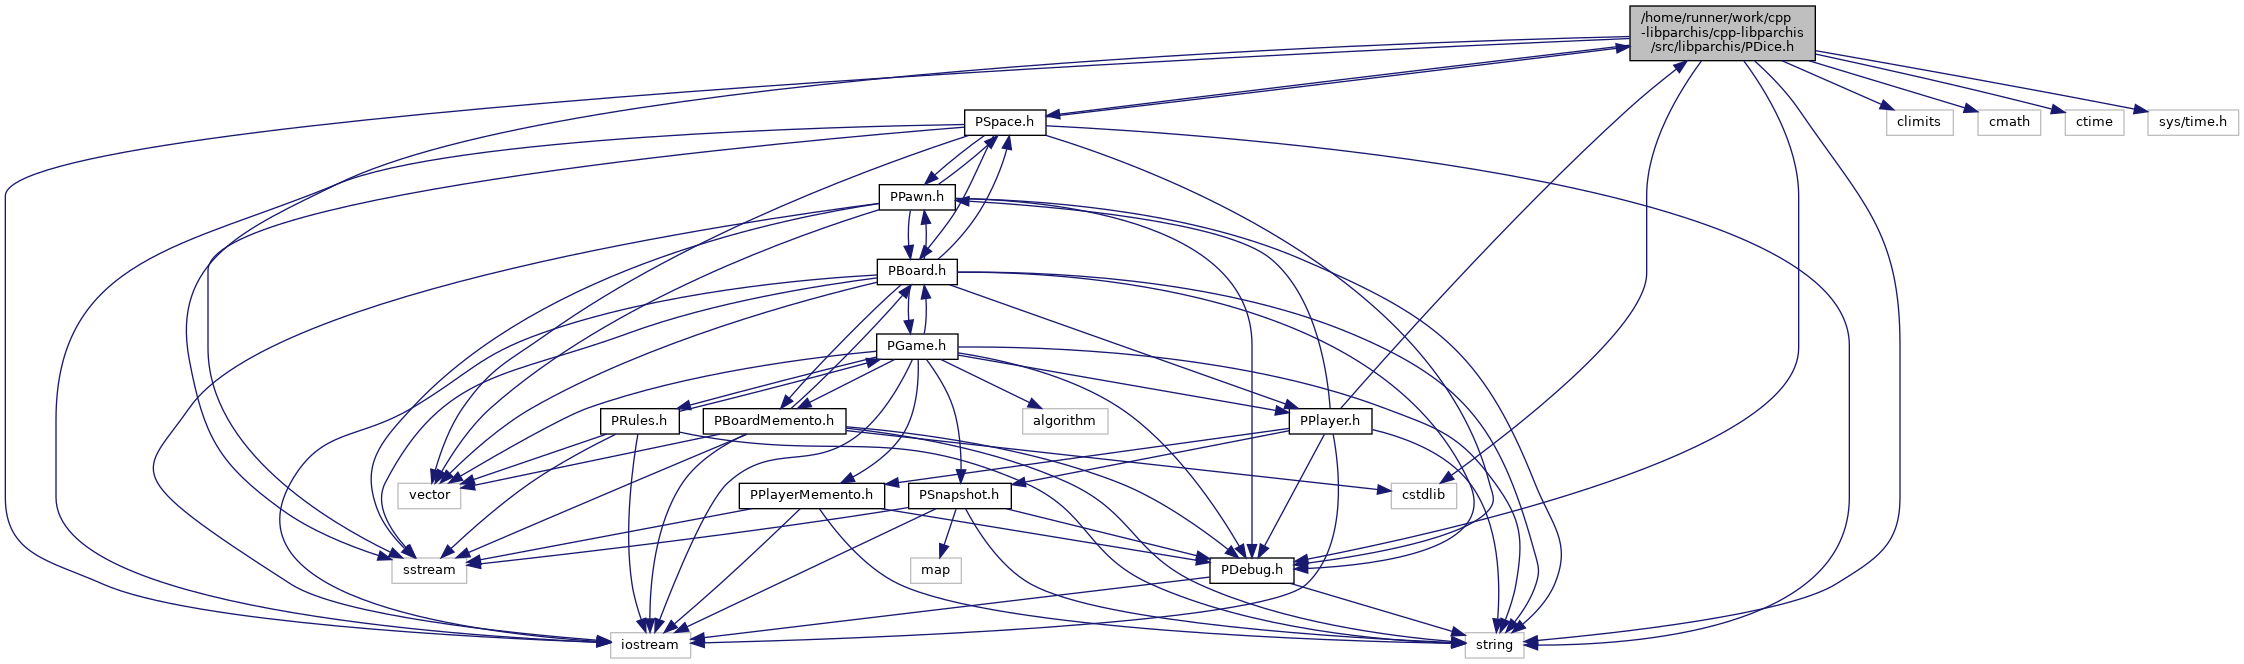 /home/runner/work/cpp
-libparchis/cpp-libparchis
/src/libparchis/PDice.h
PSpace.h
climits
cmath
ctime
sys/time.h
PPawn.h
PBoard.h
PGame.h
PRules.h
PBoardMemento.h
algorithm
PPlayer.h
vector
PPlayerMemento.h
PSnapshot.h
cstdlib
sstream
map
PDebug.h
iostream
string